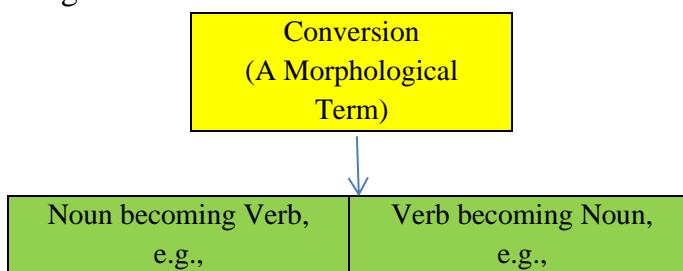 Conversion
(A Morphological
Term)
Noun becoming Verb,
e.g.,
Verb becoming Noun,
e.g.,